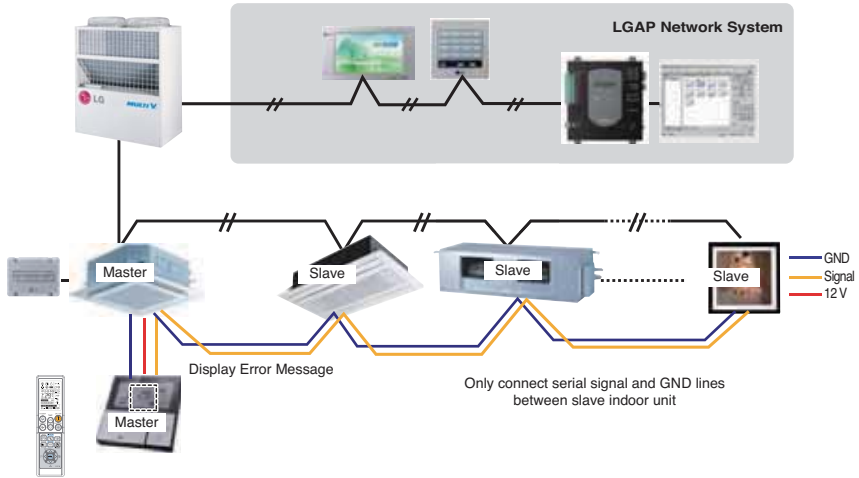 LGAP Network System
LG
MULTI V
Master
Slave
Slave
Slave
GND
Signal
12 V
Display Error Message
Only connect serial signal and GND lines
between slave indoor unit
Master